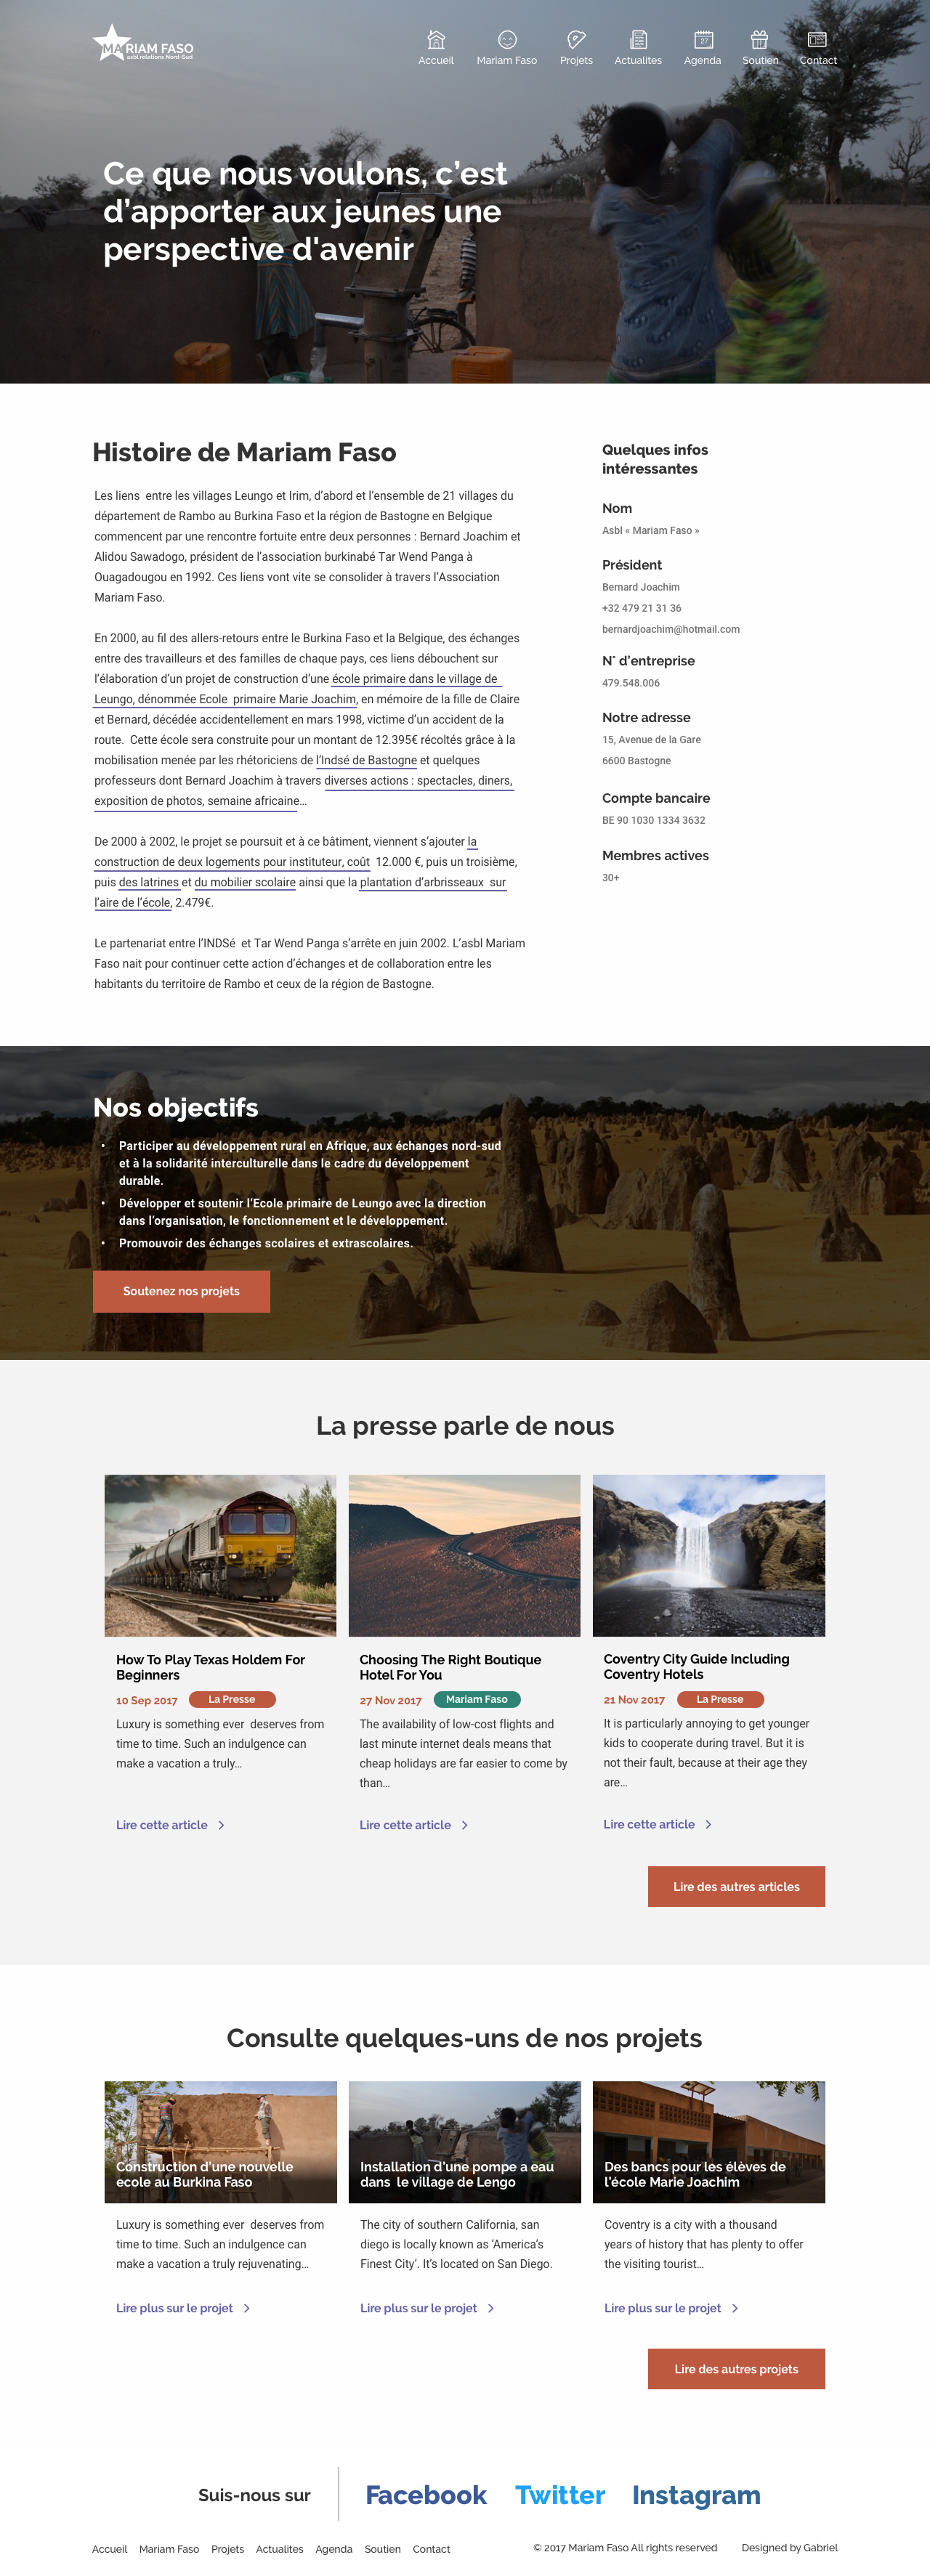 MARIAM FASO
asbl relations Nord-Sud
Accueil
Mariam Faso
Projets
Actualites
27
Agenda
Soutien
Contact
Ce que nous voulons, c’est
d’apporter aux jeunes une
perspective d'avenir
Histoire de Mariam Faso
Les liens  entre les villages Leungo et Irim, d’abord et l’ensemble de 21 villages du
département de Rambo au Burkina Faso et la région de Bastogne en Belgique
commencent par une rencontre fortuite entre deux personnes : Bernard Joachim et
Alidou Sawadogo, président de l’association burkinabé Tar Wend Panga à
Ouagadougou en 1992. Ces liens vont vite se consolider à travers l’Association
Mariam Faso.
En 2000, au fil des allers-retours entre le Burkina Faso et la Belgique, des échanges
entre des travailleurs et des familles de chaque pays, ces liens débouchent sur
l’élaboration d’un projet de construction d’une école primaire dans le village de
Leungo, dénommée Ecole  primaire Marie Joachim, en mémoire de la fille de Claire
et Bernard, décédée accidentellement en mars 1998, victime d’un accident de la
route.  Cette école sera construite pour un montant de 12.395€ récoltés grâce à la
mobilisation menée par les rhétoriciens de l’Indsé de Bastogne et quelques
professeurs dont Bernard Joachim à travers diverses actions : spectacles, diners,
exposition de photos, semaine africaine…
De 2000 à 2002, le projet se poursuit et à ce bâtiment, viennent s’ajouter la
construction de deux logements pour instituteur, coût  12.000 €, puis un troisième,
puis des latrines et du mobilier scolaire ainsi que la plantation d’arbrisseaux  sur
l’aire de l’école, 2.479€.
Le partenariat entre l’INDSé  et Tar Wend Panga s’arrête en juin 2002. L’asbl Mariam
Faso nait pour continuer cette action d’échanges et de collaboration entre les
habitants du territoire de Rambo et ceux de la région de Bastogne.
Quelques infos
intéressantes
Nom
Asbl « Mariam Faso »
Président
Bernard Joachim
+32 479 21 31 36
bernardjoachim@hotmail.com
N° d’entreprise
479.548.006
Notre adresse
15, Avenue de la Gare
6600 Bastogne
Compte bancaire
BE 90 1030 1334 3632
Membres actives
30+
Nos objectifs
• Participer au développement rural en Afrique, aux échanges nord-sud
et à la solidarité interculturelle dans le cadre du développement
durable.
• Développer et soutenir l’Ecole primaire de Leungo avec la direction
dans l’organisation, le fonctionnement et le développement.
• Promouvoir des échanges scolaires et extrascolaires.
Soutenez nos projets
La presse parle de nous
How To Play Texas Holdem For
Beginners
10 Sep 2017 La Presse
Luxury is something ever  deserves from
time to time. Such an indulgence can
make a vacation a truly…
Lire cette article
Choosing The Right Boutique
Hotel For You
27 Nov 2017 Mariam Faso
The availability of low-cost flights and
last minute internet deals means that
cheap holidays are far easier to come by
than…
Lire cette article
Coventry City Guide Including
Coventry Hotels
21 Nov 2017 La Presse
It is particularly annoying to get younger
kids to cooperate during travel. But it is
not their fault, because at their age they
are…
Lire cette article
Lire des autres articles
Consulte quelques-uns de nos projets
Construction d’une nouvelle
ecole au Burkina Faso
Luxury is something ever  deserves from
time to time. Such an indulgence can
make a vacation a truly rejuvenating…
Lire plus sur le projet
Installation d’une pompe a eau
dans  le village de Lengo
The city of southern California, san
diego is locally known as ‘America’s
Finest City’. It’s located on San Diego.
Lire plus sur le projet
Des bancs pour les élèves de
l’école Marie Joachim
Coventry is a city with a thousand
years of history that has plenty to offer
the visiting tourist…
Lire plus sur le projet
Lire des autres projets
Suis-nous sur
Facebook
Twitter
Instagram
Accueil Mariam Faso Projets Actualites Agenda Soutien Contact
© 2017 Mariam Faso All rights reserved
Designed by Gabriel